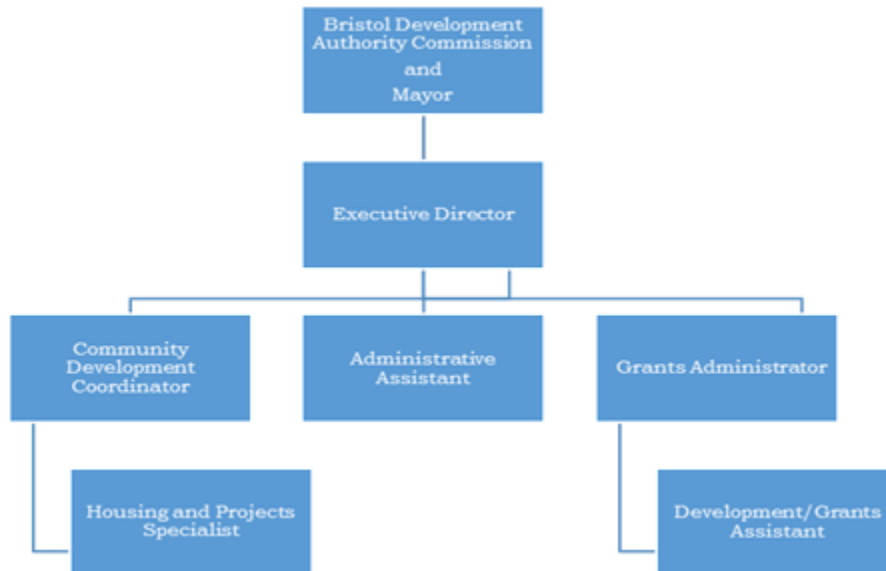 Bristol Development
Authority Commission
and
Mayor
Executive Director
Community
Development
Coordinator
Administrative
Assistant
Grants Administrator
Housing and Projects
Specialist
Development/Grants
Assistant